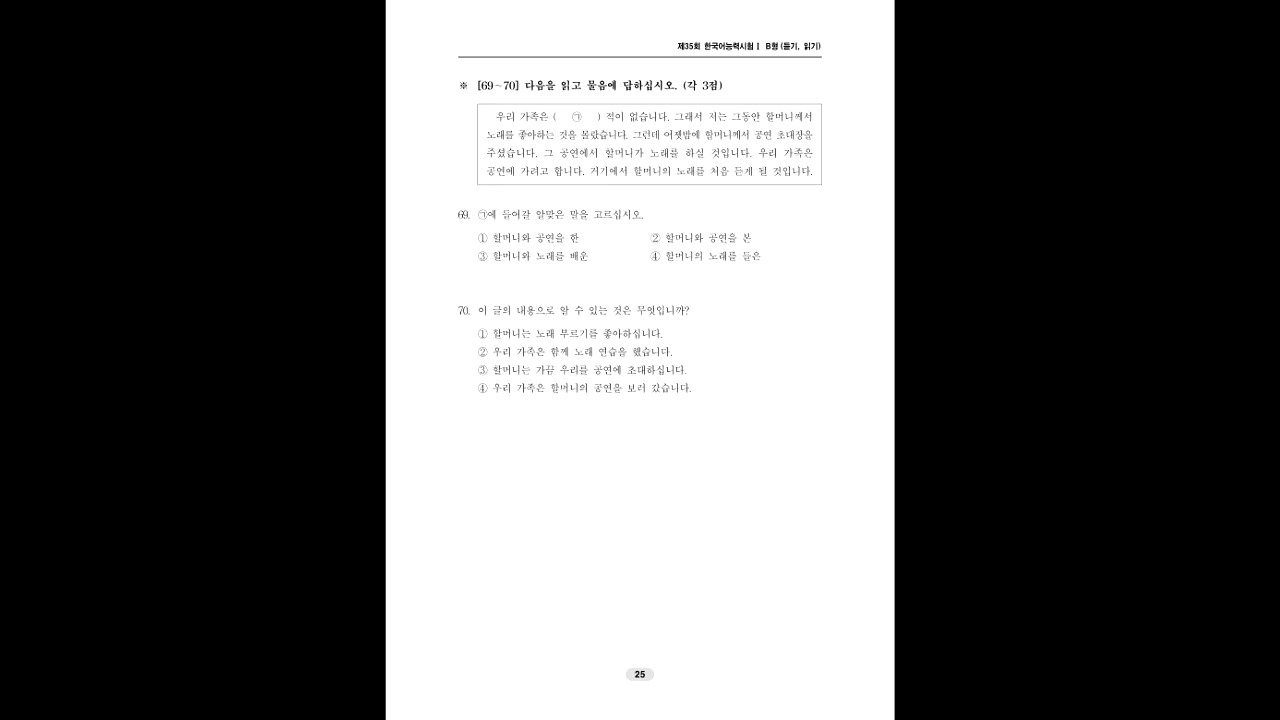 제35회 한국어능력시험 I B형 (듣기, 읽기)
※ [69~70] 다음을 읽고 물음에 답하십시오. (각 3점)
우리 가족은 ( ㉠ ) 적이 없습니다. 그래서 저는 그동안 할머니께서
노래를 좋아하는 것을 몰랐습니다. 그런데 어젯밤에 할머니께서 공연 초대장을
주셨습니다. 그 공연에서 할머니가 노래를 하실 것입니다. 우리 가족은
공연에 가려고 합니다. 거기에서 할머니의 노래를 처음 듣게 될 것입니다.
69. ㉠에 들어갈 알맞은 말을 고르십시오.
① 할머니와 공연을 한 ② 할머니와 공연을 본
③ 할머니와 노래를 배운 ④ 할머니의 노래를 들은
70. 이 글의 내용으로 알 수 있는 것은 무엇입니까?
① 할머니는 노래 부르기를 좋아하십니다.
② 우리 가족은 함께 노래 연습을 했습니다.
③ 할머니는 가끔 우리를 공연에 초대하십니다.
④ 우리 가족은 할머니의 공연을 보러 갔습니다.
25